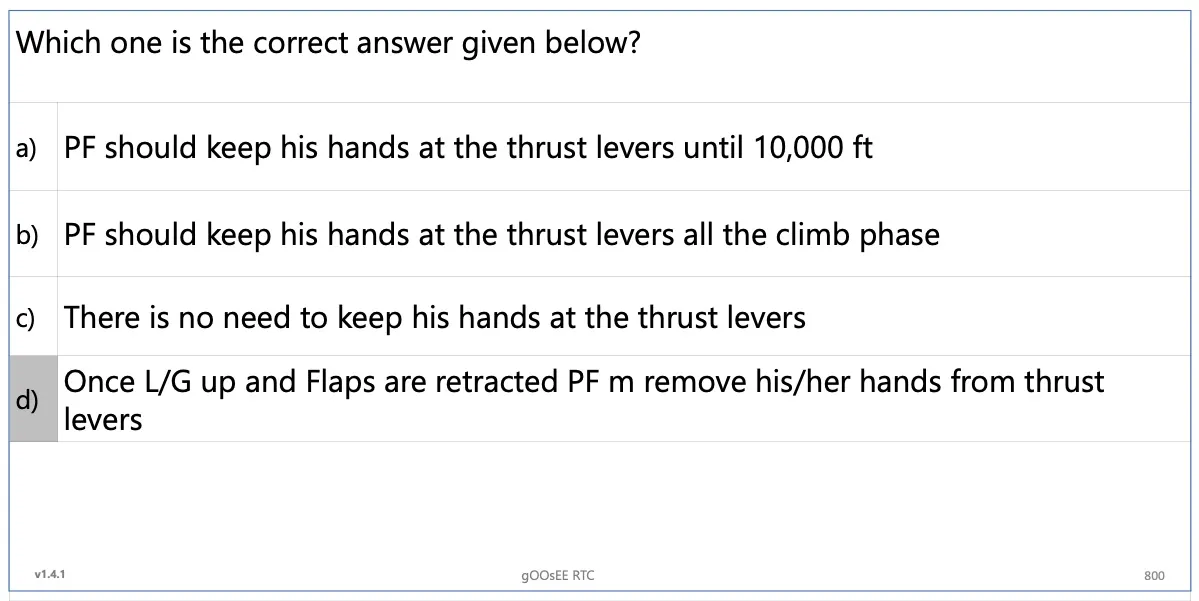 Which one is the correct answer given below?
a) PF should keep his hands at the thrust levers until 10,000 ft
b) PF should keep his hands at the thrust levers all the climb phase
c) There is no need to keep his hands at the thrust levers
d) Once L/G up and Flaps are retracted PF m remove his/her hands from thrust
levers
v1.4.1 gOOsEE RTC 800